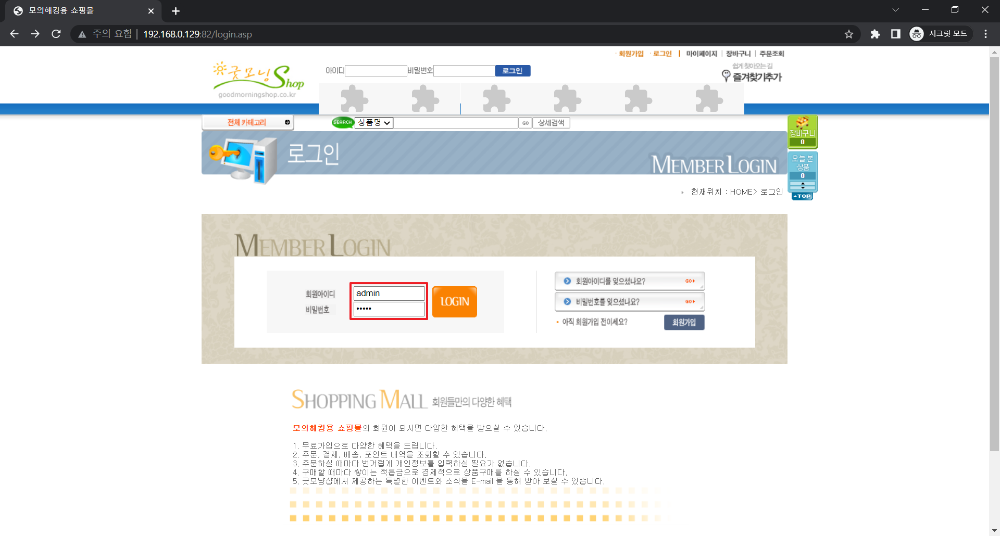 모의해킹용 쇼핑몰
주의 요함 192.168.0.129:82/login.asp
시크릿 모드
· 회원가입 · 로그인 | 마이페이지 | 장바구니 | 주문조회
굿모닝Shop
goodmorningshop.co.kr
아이디 비밀번호 로그인
쉽게찾아오는길
즐겨찾기추가
전체 카테고리
SEARCH 상품명 GO 상세검색
장바구니
0
로그인
MEMBER LOGIN
오늘 본
상품
0
TOP
현재위치 : HOME> 로그인
MEMBER LOGIN
회원아이디 admin
비밀번호 •••••
LOGIN
회원아이디를 잊으셨나요? GO
비밀번호를 잊으셨나요? GO
• 아직 회원가입 전이세요? 회원가입
SHOPPING MALL 회원들만의 다양한 혜택
모의해킹용 쇼핑몰의 회원이 되시면 다양한 혜택을 받으실 수 있습니다.
1. 무료가입으로 다양한 혜택을 드립니다.
2. 주문, 결제, 배송, 포인트 내역을 조회할 수 있습니다.
3. 주문하실 때마다 번거럽게 개인정보를 입력하실 필요가 없습니다.
4. 구매할 때마다 쌓이는 적릅금으로 경제적으로 상품구매를 하실 수 있습니다.
5. 굿모냥샵에서 제공하는 특별한 이벤트와 소식을 E-mail 을 통해 받아 보실 수 있습니다.